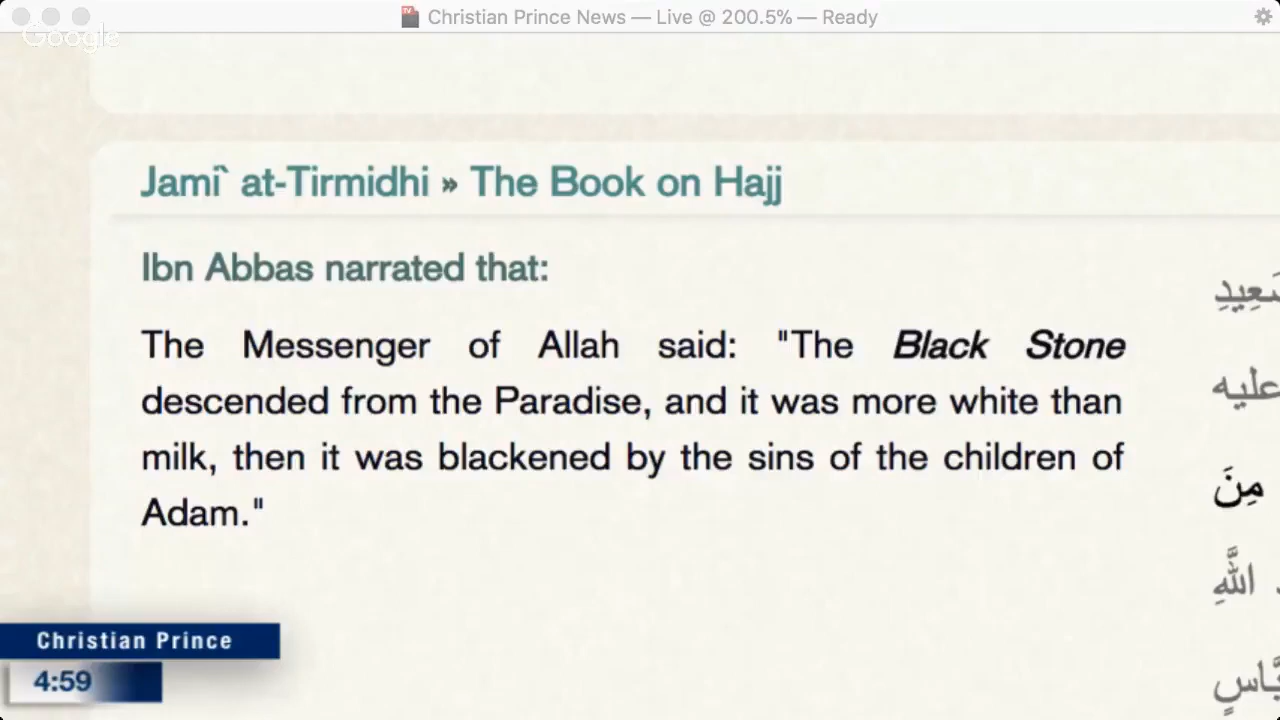 Christian Prince News — Live @ 200.5% — Ready
Google
Jami` at-Tirmidhi » The Book on Hajj
Ibn Abbas narrated that:
The Messenger of Allah said: "The Black Stone
descended from the Paradise, and it was more white than
milk, then it was blackened by the sins of the children of
Adam."
عليه
مِنَ
اللَّهِ
Christian Prince
4:59